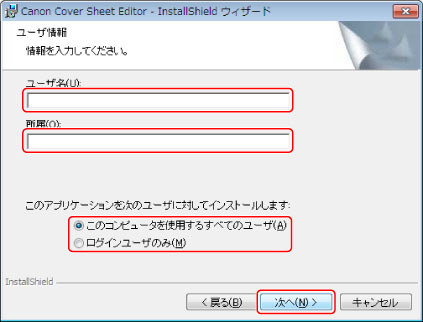 Canon Cover Sheet Editor - InstallShield ウィザード
ユーザ情報
情報を入力してください。
ユーザ名(U):
所属(O):
このアプリケーションを次のユーザに対してインストールします:
このコンピュータを使用するすべてのユーザ(A)
ログインユーザのみ(M)
InstallShield
< 戻る(B)
次へ(N) >
キャンセル